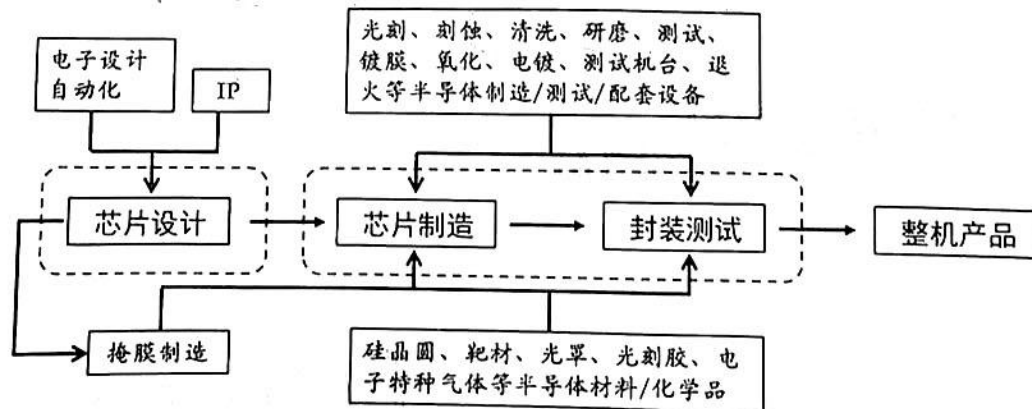 电子设计
自动化
IP
光刻、刻蚀、清洗、研磨、测试、
镀膜、氧化、电镀、测试机台、退
火等半导体制造/测试/配套设备
芯片设计
芯片制造
封装测试
整机产品
掩膜制造
硅晶圆、靶材、光罩、光刻胶、电
子特种气体等半导体材料/化学品